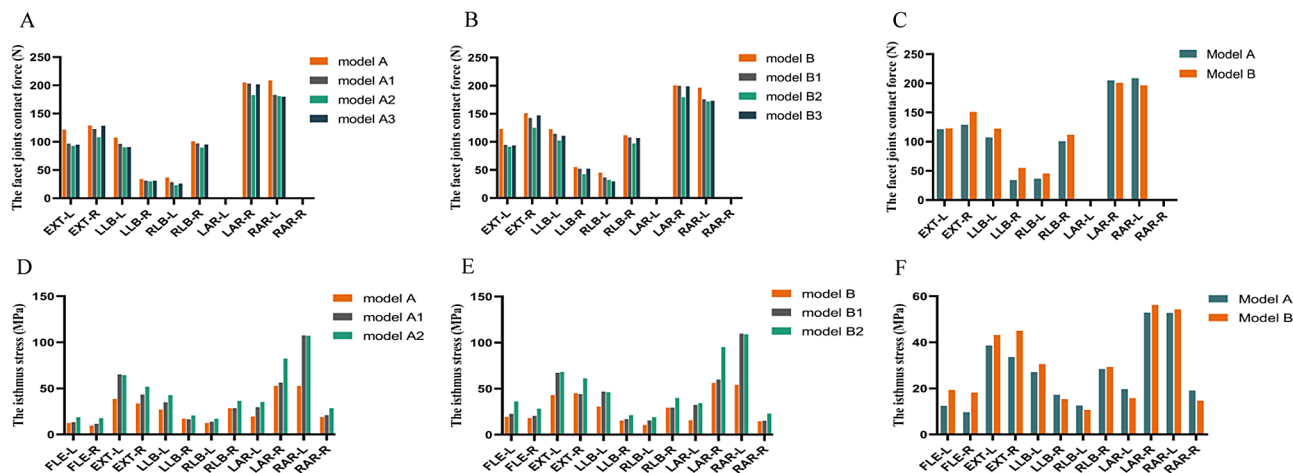 A
The facet joints contact force (N)
250
200
150
100
50
0
EXT-L
EXT-R
LLB-L
LLB-R
RLB-L
RLB-R
LAR-L
LAR-R
RAR-L
RAR-R
model A
model A1
model A2
model A3
B
The facet joints contact force (N)
250
200
150
100
50
0
EXT-L
EXT-R
LLB-L
LLB-R
RLB-L
RLB-R
LAR-L
LAR-R
RAR-L
RAR-R
model B
model B1
model B2
model B3
C
The facet joints contact force (N)
250
200
150
100
50
0
EXT-L
EXT-R
LLB-L
LLB-R
RLB-L
RLB-R
LAR-L
LAR-R
RAR-L
RAR-R
Model A
Model B
D
The isthmus stress (MPa)
150
100
50
0
FLE-L
FLE-R
EXT-L
EXT-R
LLB-L
LLB-R
RLB-L
RLB-R
LAR-L
LAR-R
RAR-L
RAR-R
model A
model A1
model A2
E
The isthmus stress (MPa)
150
100
50
0
FLE-L
FLE-R
EXT-L
EXT-R
LLB-L
LLB-R
RLB-L
RLB-R
LAR-L
LAR-R
RAR-L
RAR-R
model B
model B1
model B2
F
The isthmus stress (MPa)
60
40
20
0
FLE-L
FLE-R
EXT-L
EXT-R
LLB-L
LLB-R
RLB-L
RLB-R
LAR-L
LAR-R
RAR-L
RAR-R
Model A
Model B